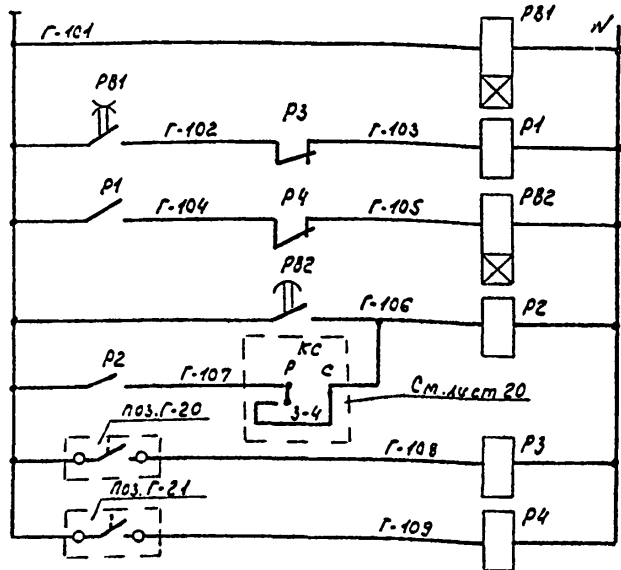 Г-101
РВ1
N
РВ1
Г-102
Р3
Г-103
Р1
Р1
Г-104
Р4
Г-105
РВ2
РВ2
Г-106
Р2
Р2
Г-107
КС
Р
С
3-4
См. лист 20
поз. Г-20
Г-108
Р3
поз. Г-21
Г-109
Р4